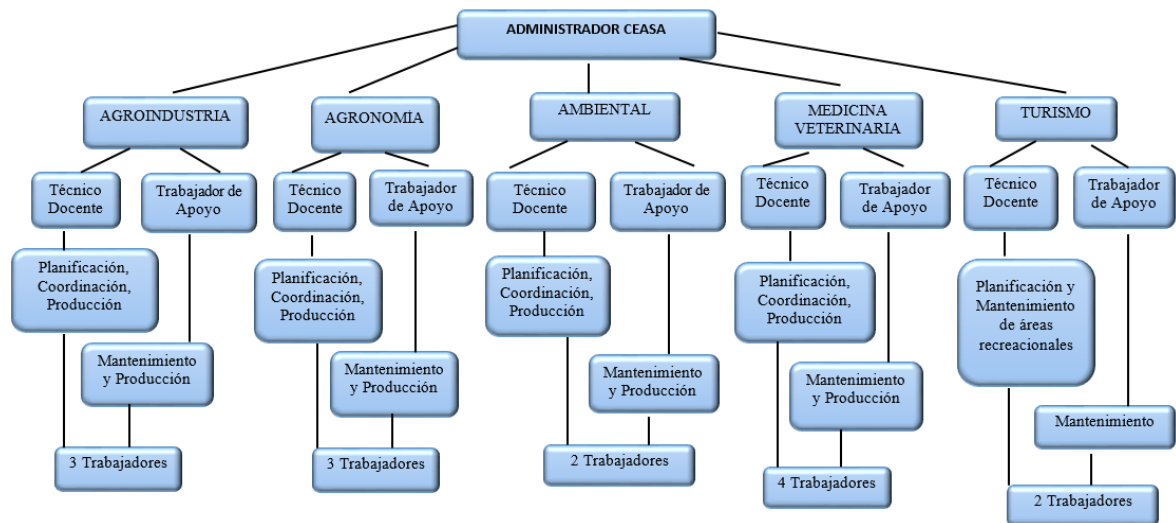 ADMINISTRADOR CEASA
AGROINDUSTRIA
AGRONOMÍA
AMBIENTAL
MEDICINA
VETERINARIA
TURISMO
Técnico
Docente
Trabajador de
Apoyo
Técnico
Docente
Trabajador
de Apoyo
Técnico
Docente
Trabajador de
Apoyo
Técnico
Docente
Trabajador de
Apoyo
Técnico
Docente
Trabajador
de Apoyo
Planificación,
Coordinación,
Producción
Planificación,
Coordinación,
Producción
Planificación,
Coordinación,
Producción
Planificación,
Coordinación,
Producción
Planificación y
Mantenimiento
de áreas
recreacionales
Mantenimiento
y Producción
Mantenimiento
y Producción
Mantenimiento
y Producción
Mantenimiento
y Producción
Mantenimiento
3 Trabajadores
3 Trabajadores
2 Trabajadores
4 Trabajadores
2 Trabajadores